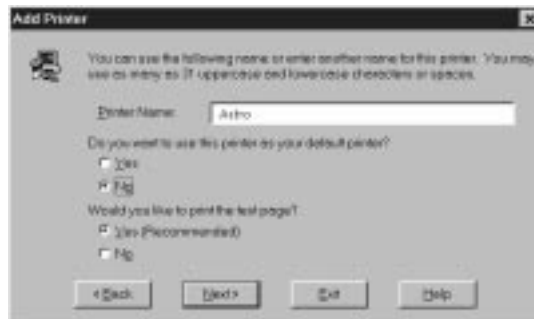 Add Printer
You can use the following name or enter another name for this printer. You may
use as many as 31 uppercase and lowercase characters or spaces.
Printer Name: Astro
Do you want to use this printer as your default printer?
Yes
No
Would you like to print the test page?
Yes (Recommended)
No
< Back Next > Exit Help